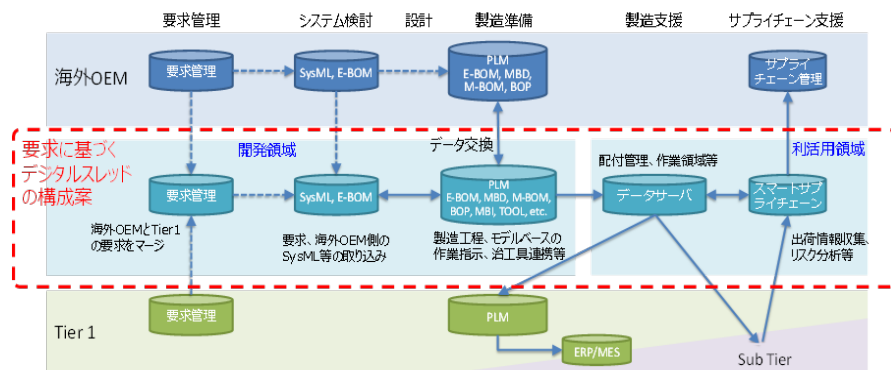 要求管理
システム検討
設計
製造準備
製造支援
サプライチェーン支援
海外OEM
要求管理
SysML, E-BOM
PLM
E-BOM, MBD,
M-BOM, BOP
サプライ
チェーン管理
要求に基づく
デジタルスレッド
の構成案
開発領域
データ交換
配付管理、作業領域等
利活用領域
要求管理
SysML, E-BOM
PLM
E-BOM, MBD, M-BOM,
BOP, MBI, TOOL, etc.
データサーバ
スマートサプ
ライチェーン
海外OEMとTier1
の要求をマージ
要求、海外OEM側の
SysML等の取り込み
製造工程、モデルベースの
作業指示、治工具連携等
出荷情報収集、
リスク分析等
Tier 1
要求管理
PLM
ERP/MES
Sub Tier